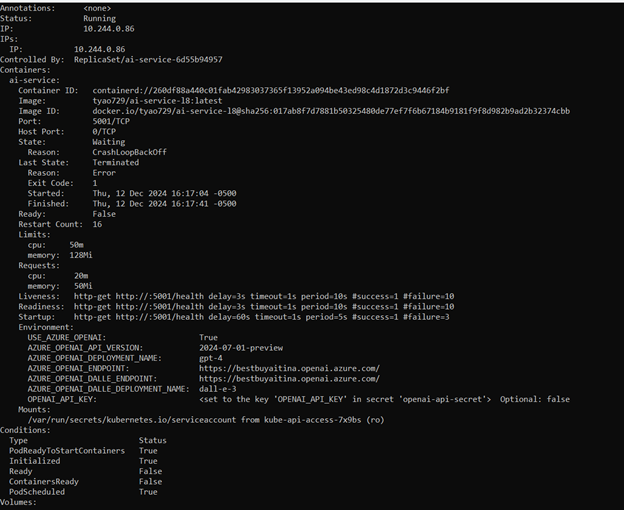 Annotations:      <none>
Status:           Running
IP:               10.244.0.86
IPs:
  IP:           10.244.0.86
Controlled By:  ReplicaSet/ai-service-6d55b94957
Containers:
  ai-service:
    Container ID:   containerd://260df88a440c01fab42983037365f13952a094be43ed98c4d1872d3c9446f2bf
    Image:          tyao729/ai-service-l8:latest
    Image ID:       docker.io/tyao729/ai-service-l8@sha256:017ab8f7d7881b50325480de77ef7f6b67184b9181f9f8d982b9ad2b32374cbb
    Port:           5001/TCP
    Host Port:      0/TCP
    State:          Waiting
      Reason:       CrashLoopBackOff
    Last State:     Terminated
      Reason:       Error
      Exit Code:    1
      Started:      Thu, 12 Dec 2024 16:17:04 -0500
      Finished:     Thu, 12 Dec 2024 16:17:41 -0500
    Ready:          False
    Restart Count:  16
    Limits:
      cpu:     50m
      memory:  128Mi
    Requests:
      cpu:      20m
      memory:   50Mi
    Liveness:   http-get http://:5001/health delay=3s timeout=1s period=10s #success=1 #failure=10
    Readiness:  http-get http://:5001/health delay=3s timeout=1s period=10s #success=1 #failure=10
    Startup:    http-get http://:5001/health delay=60s timeout=1s period=5s #success=1 #failure=3
    Environment:
      USE_AZURE_OPENAI:                    True
      AZURE_OPENAI_API_VERSION:            2024-07-01-preview
      AZURE_OPENAI_DEPLOYMENT_NAME:        gpt-4
      AZURE_OPENAI_ENDPOINT:               https://bestbuyaitina.openai.azure.com/
      AZURE_OPENAI_DALLE_ENDPOINT:         https://bestbuyaitina.openai.azure.com/
      AZURE_OPENAI_DALLE_DEPLOYMENT_NAME:  dall-e-3
      OPENAI_API_KEY:                      <set to the key 'OPENAI_API_KEY' in secret 'openai-api-secret'>  Optional: false
    Mounts:
      /var/run/secrets/kubernetes.io/serviceaccount from kube-api-access-7x9bs (ro)
Conditions:
  Type                        Status
  PodReadyToStartContainers   True
  Initialized                 True
  Ready                       False
  ContainersReady             False
  PodScheduled                True
Volumes: